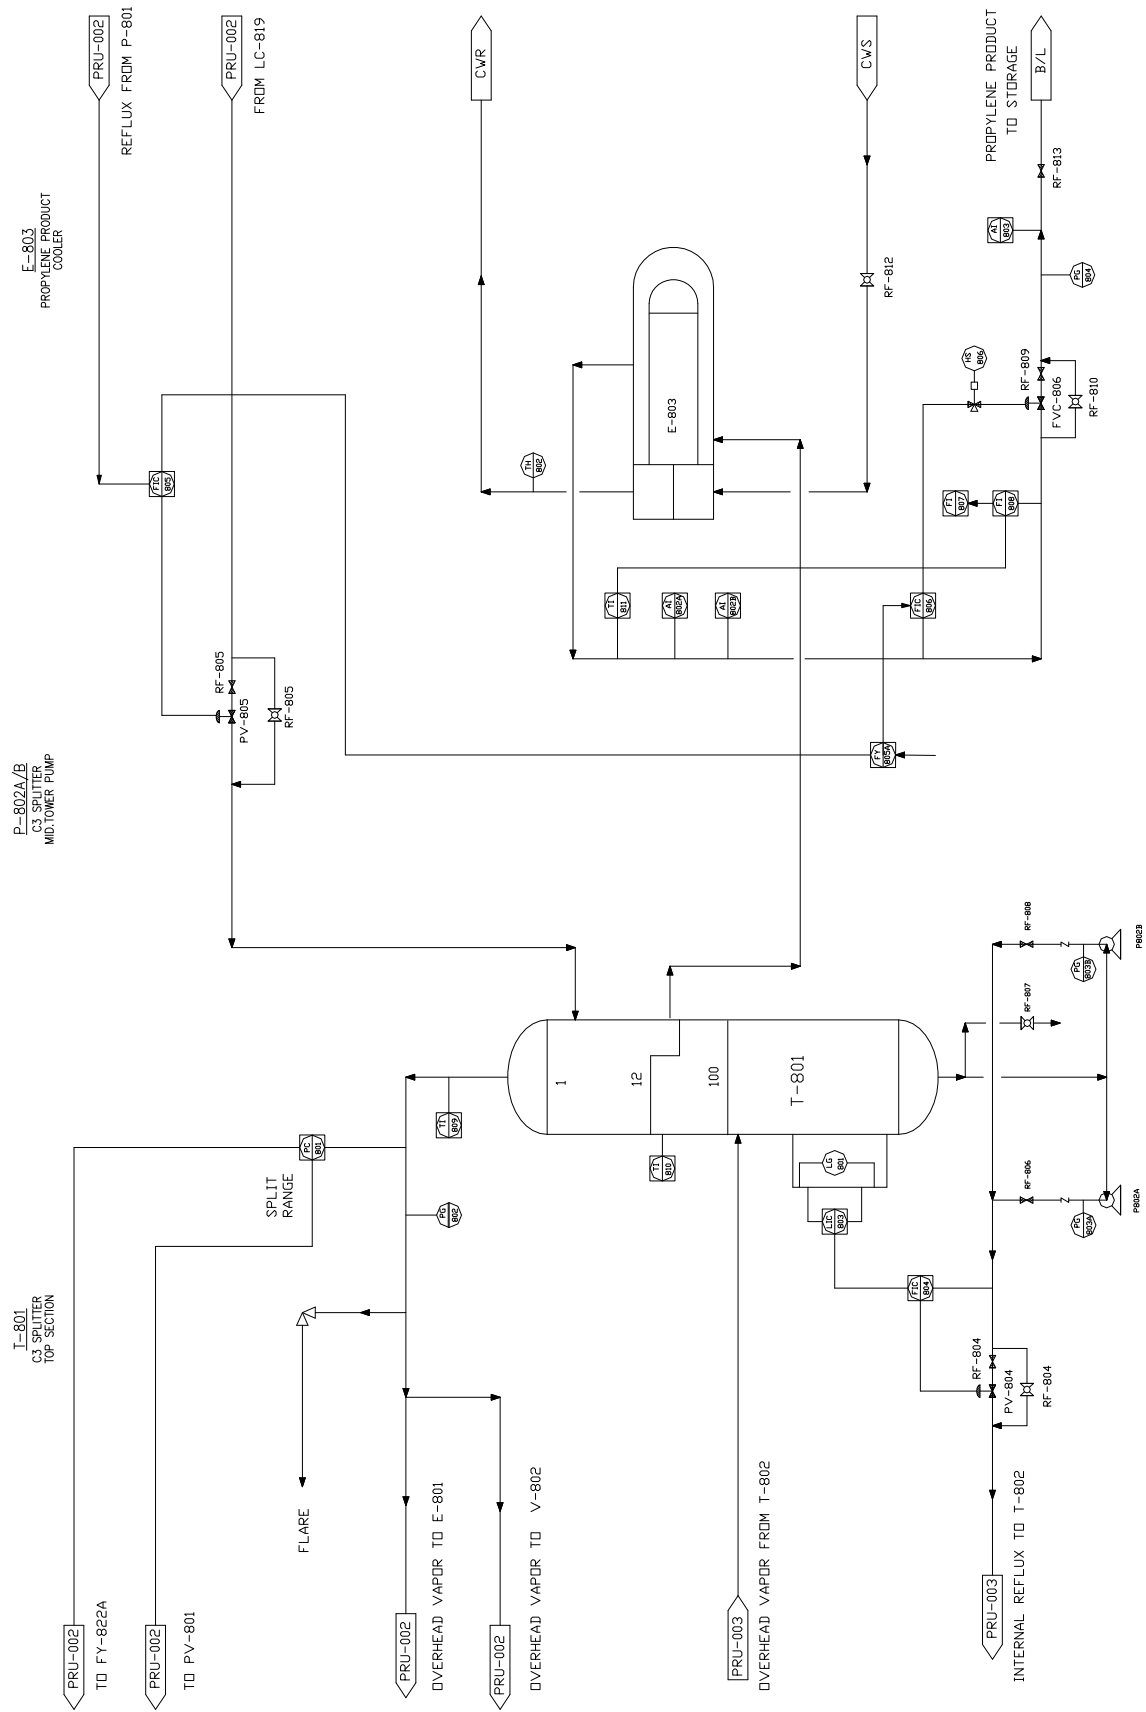 T-801
C3 SPLITTER
TOP SECTION
P-802A/B
C3 SPLITTER
MID.TOWER PUMP
E-803
PROPYLENE PRODUCT
COOLER
PRU-002
TO FY-822A
PRU-002
TO PV-801
PRU-002
REFLUX FROM P-801
PRU-002
FROM LC-819
FIC
805
RF-805
PV-805
RF-805
PC
801
SPLIT
RANGE
FLARE
PRU-002
OVERHEAD VAPOR TO E-801
PRU-002
OVERHEAD VAPOR TO V-802
PG
802
TI
809
CWR
TH
802
E-803
TI
811
AI
802A
AI
802B
1
12
100
T-801
TI
810
PRU-003
OVERHEAD VAPOR FROM T-802
LG
801
LIC
803
FIC
804
CWS
RF-812
FY
805A
FIC
806
FI
807
FI
808
HS
806
RF-809
FVC-806
RF-810
PG
804
AI
803
RF-813
PROPYLENE PRODUCT
TO STORAGE
B/L
PRU-003
INTERNAL REFLUX TO T-802
RF-804
PV-804
RF-804
RF-806
PG
803A
P802A
RF-807
RF-808
PG
803B
P802B